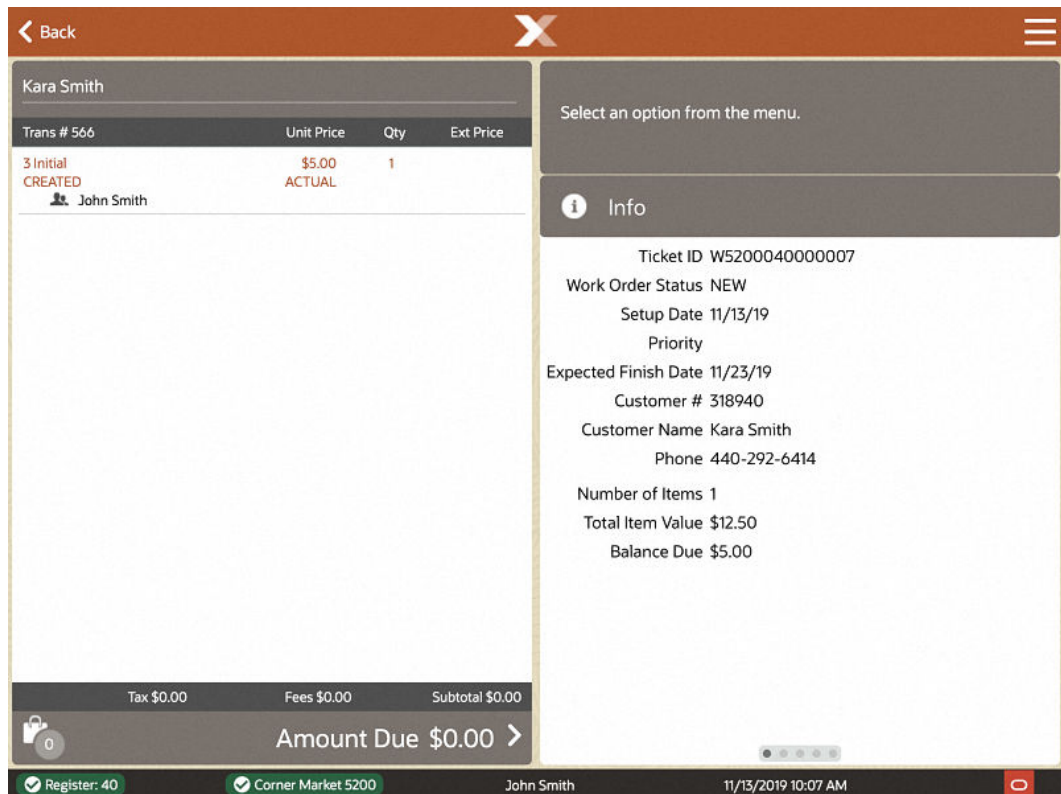 Back
Kara Smith
Trans # 566 Unit Price Qty Ext Price
3 Initial $5.00 1
CREATED ACTUAL
John Smith
Tax $0.00 Fees $0.00 Subtotal $0.00
0 Amount Due $0.00
Select an option from the menu.
Info
Ticket ID W5200040000007
Work Order Status NEW
Setup Date 11/13/19
Priority
Expected Finish Date 11/23/19
Customer # 318940
Customer Name Kara Smith
Phone 440-292-6414
Number of Items 1
Total Item Value $12.50
Balance Due $5.00
Register: 40 Corner Market 5200 John Smith 11/13/2019 10:07 AM